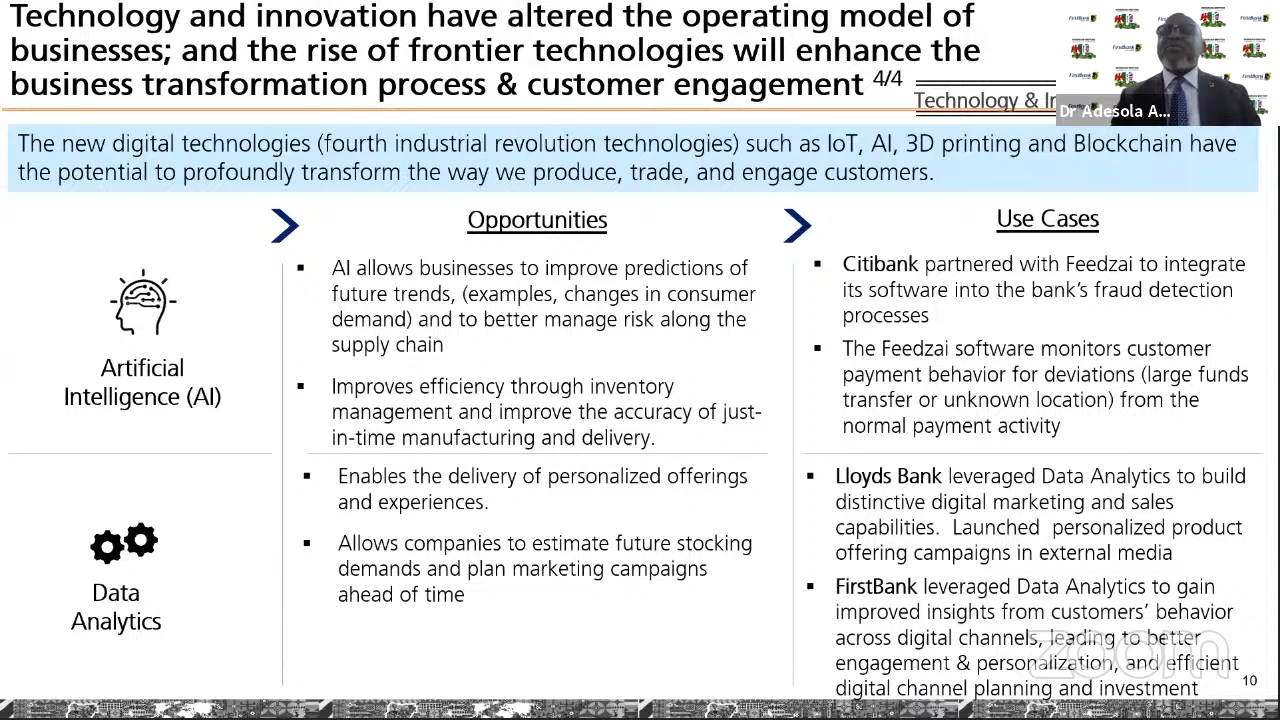 Technology and innovation have altered the operating model of
businesses; and the rise of frontier technologies will enhance the
business transformation process & customer engagement 4/4
Technology & I
FirstBank
FirstBank
FirstBank
FirstBank
FirstBank
Dr Adesola A...
The new digital technologies (fourth industrial revolution technologies) such as IoT, AI, 3D printing and Blockchain have
the potential to profoundly transform the way we produce, trade, and engage customers.
Opportunities
Use Cases
Artificial
Intelligence (AI)
▪ AI allows businesses to improve predictions of
future trends, (examples, changes in consumer
demand) and to better manage risk along the
supply chain
▪ Improves efficiency through inventory
management and improve the accuracy of just-
in-time manufacturing and delivery.
▪ Citibank partnered with Feedzai to integrate
its software into the bank’s fraud detection
processes
▪ The Feedzai software monitors customer
payment behavior for deviations (large funds
transfer or unknown location) from the
normal payment activity
Data
Analytics
▪ Enables the delivery of personalized offerings
and experiences.
▪ Allows companies to estimate future stocking
demands and plan marketing campaigns
ahead of time
▪ Lloyds Bank leveraged Data Analytics to build
distinctive digital marketing and sales
capabilities. Launched personalized product
offering campaigns in external media
▪ FirstBank leveraged Data Analytics to gain
improved insights from customers’ behavior
across digital channels, leading to better
engagement & personalization, and efficient
digital channel planning and investment
zoom
10